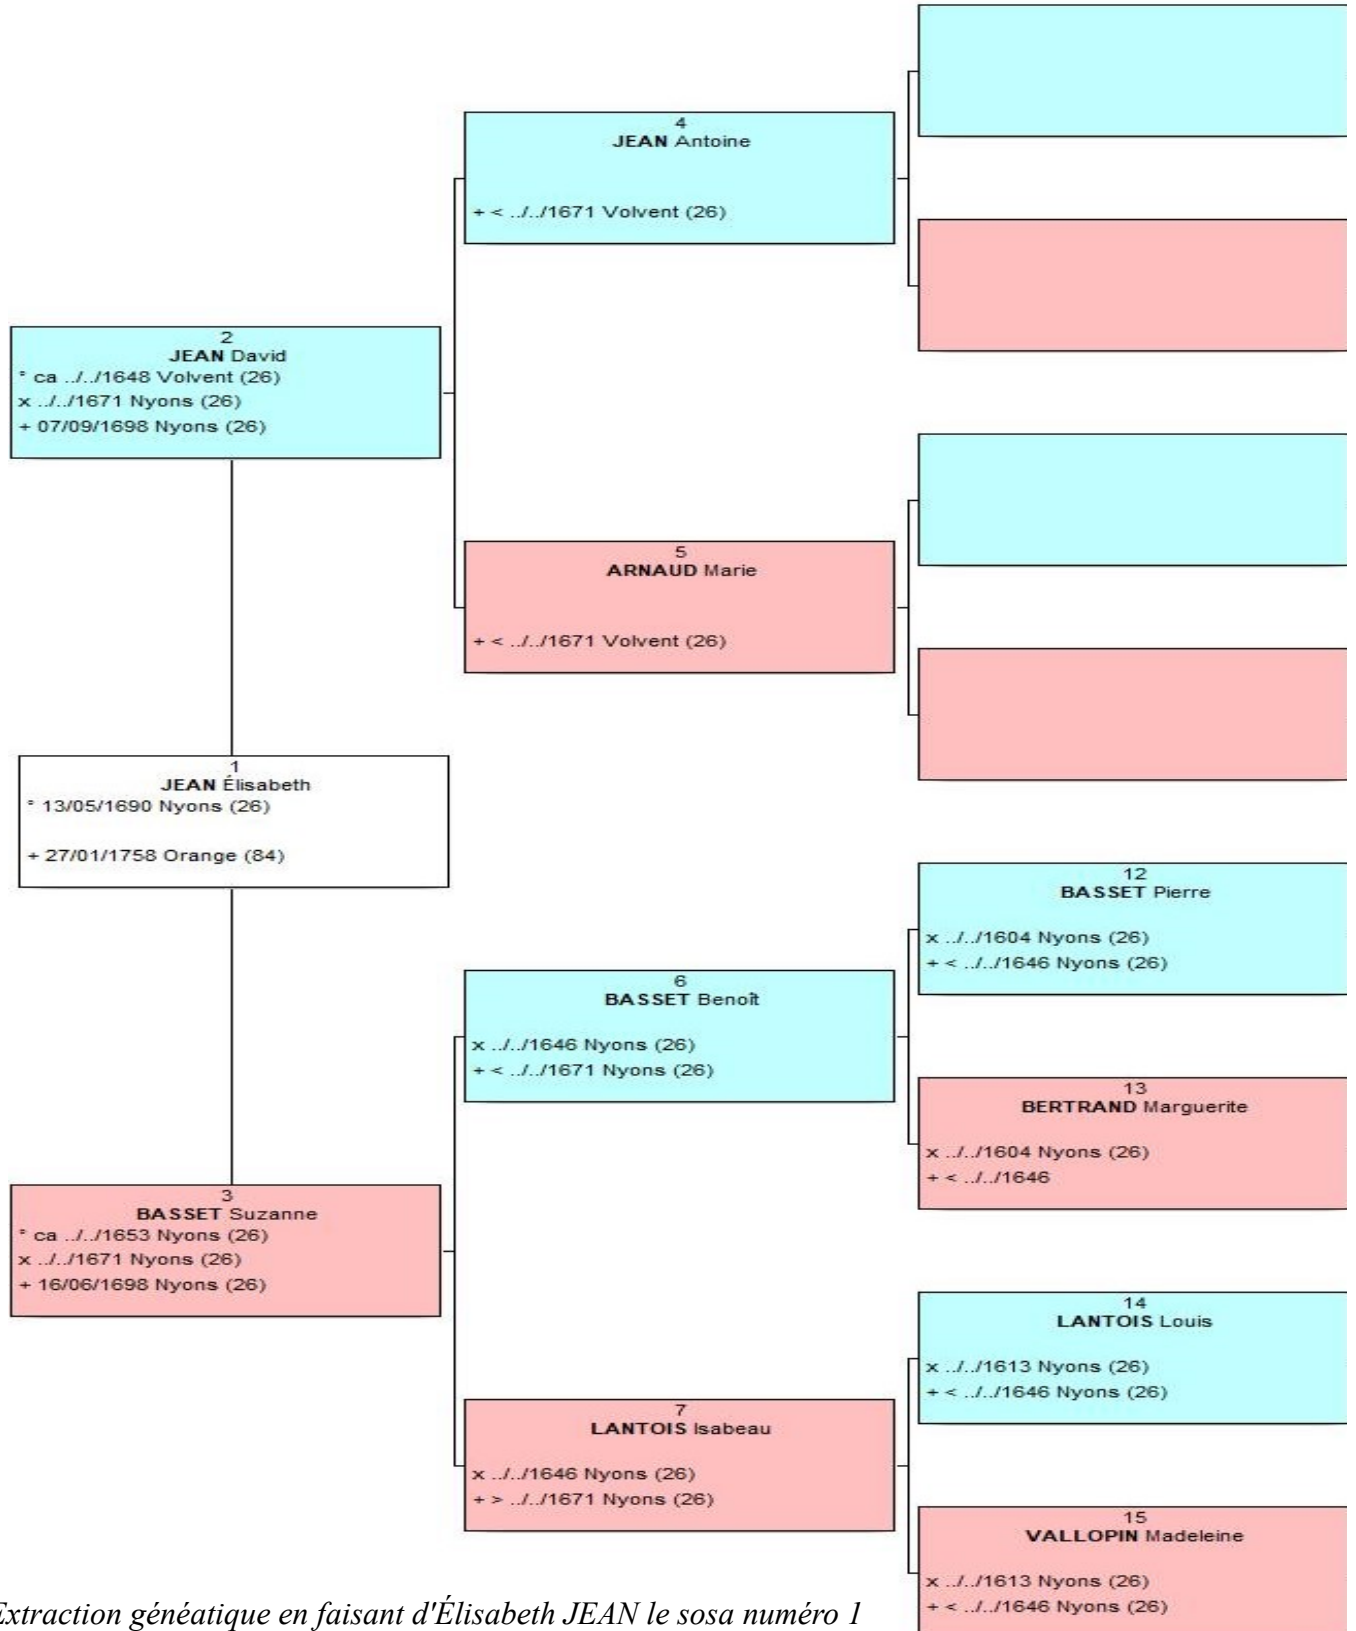 4
JEAN Antoine
+ < ../../1671 Volvent (26)
2
JEAN David
° ca ../../1648 Volvent (26)
x ../../1671 Nyons (26)
+ 07/09/1698 Nyons (26)
5
ARNAUD Marie
+ < ../../1671 Volvent (26)
1
JEAN Élisabeth
° 13/05/1690 Nyons (26)
+ 27/01/1758 Orange (84)
12
BASSET Pierre
x ../../1604 Nyons (26)
+ < ../../1646 Nyons (26)
6
BASSET Benoît
x ../../1646 Nyons (26)
+ < ../../1671 Nyons (26)
13
BERTRAND Marguerite
x ../../1604 Nyons (26)
+ < ../../1646
3
BASSET Suzanne
° ca ../../1653 Nyons (26)
x ../../1671 Nyons (26)
+ 16/06/1698 Nyons (26)
14
LANTOIS Louis
x ../../1613 Nyons (26)
+ < ../../1646 Nyons (26)
7
LANTOIS Isabeau
x ../../1646 Nyons (26)
+ > ../../1671 Nyons (26)
15
VALLOPIN Madeleine
x ../../1613 Nyons (26)
+ < ../../1646 Nyons (26)
Extraction généatique en faisant d'Élisabeth JEAN le sosa numéro 1